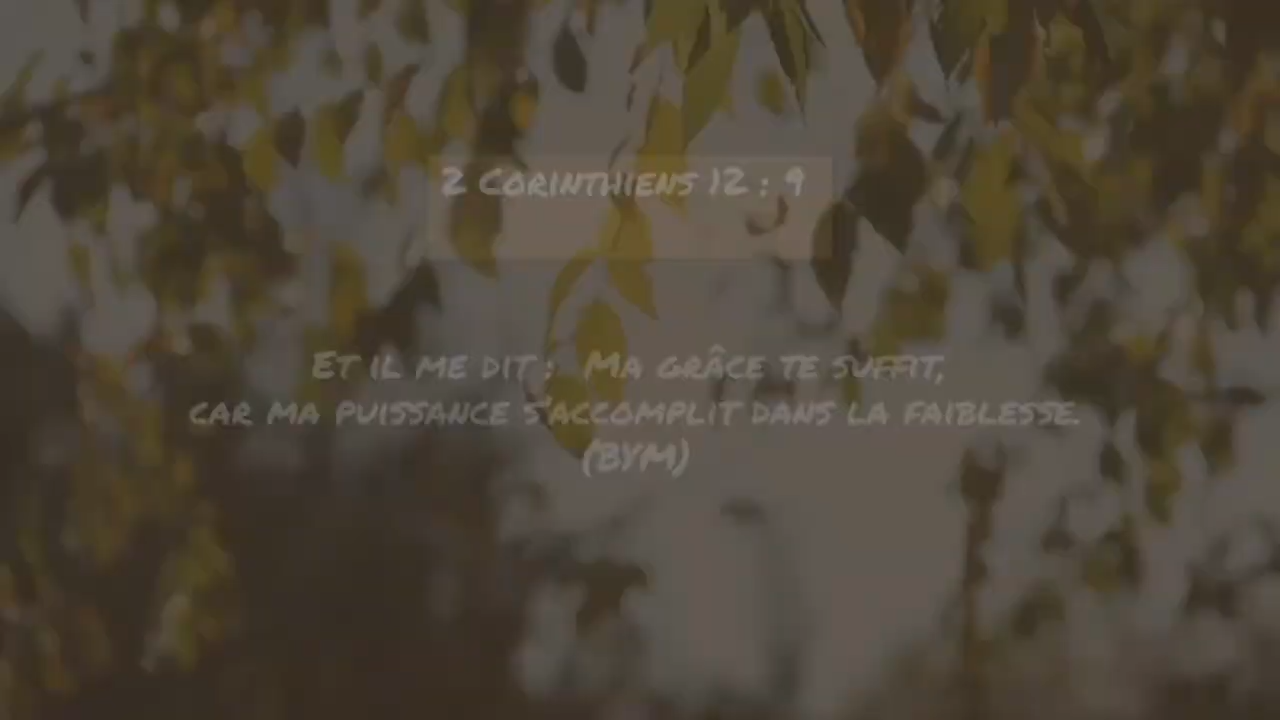 2 Corinthiens 12 : 9
Et il me dit : Ma grâce te suffit,
car ma puissance s'accomplit dans la faiblesse.
(BYM)